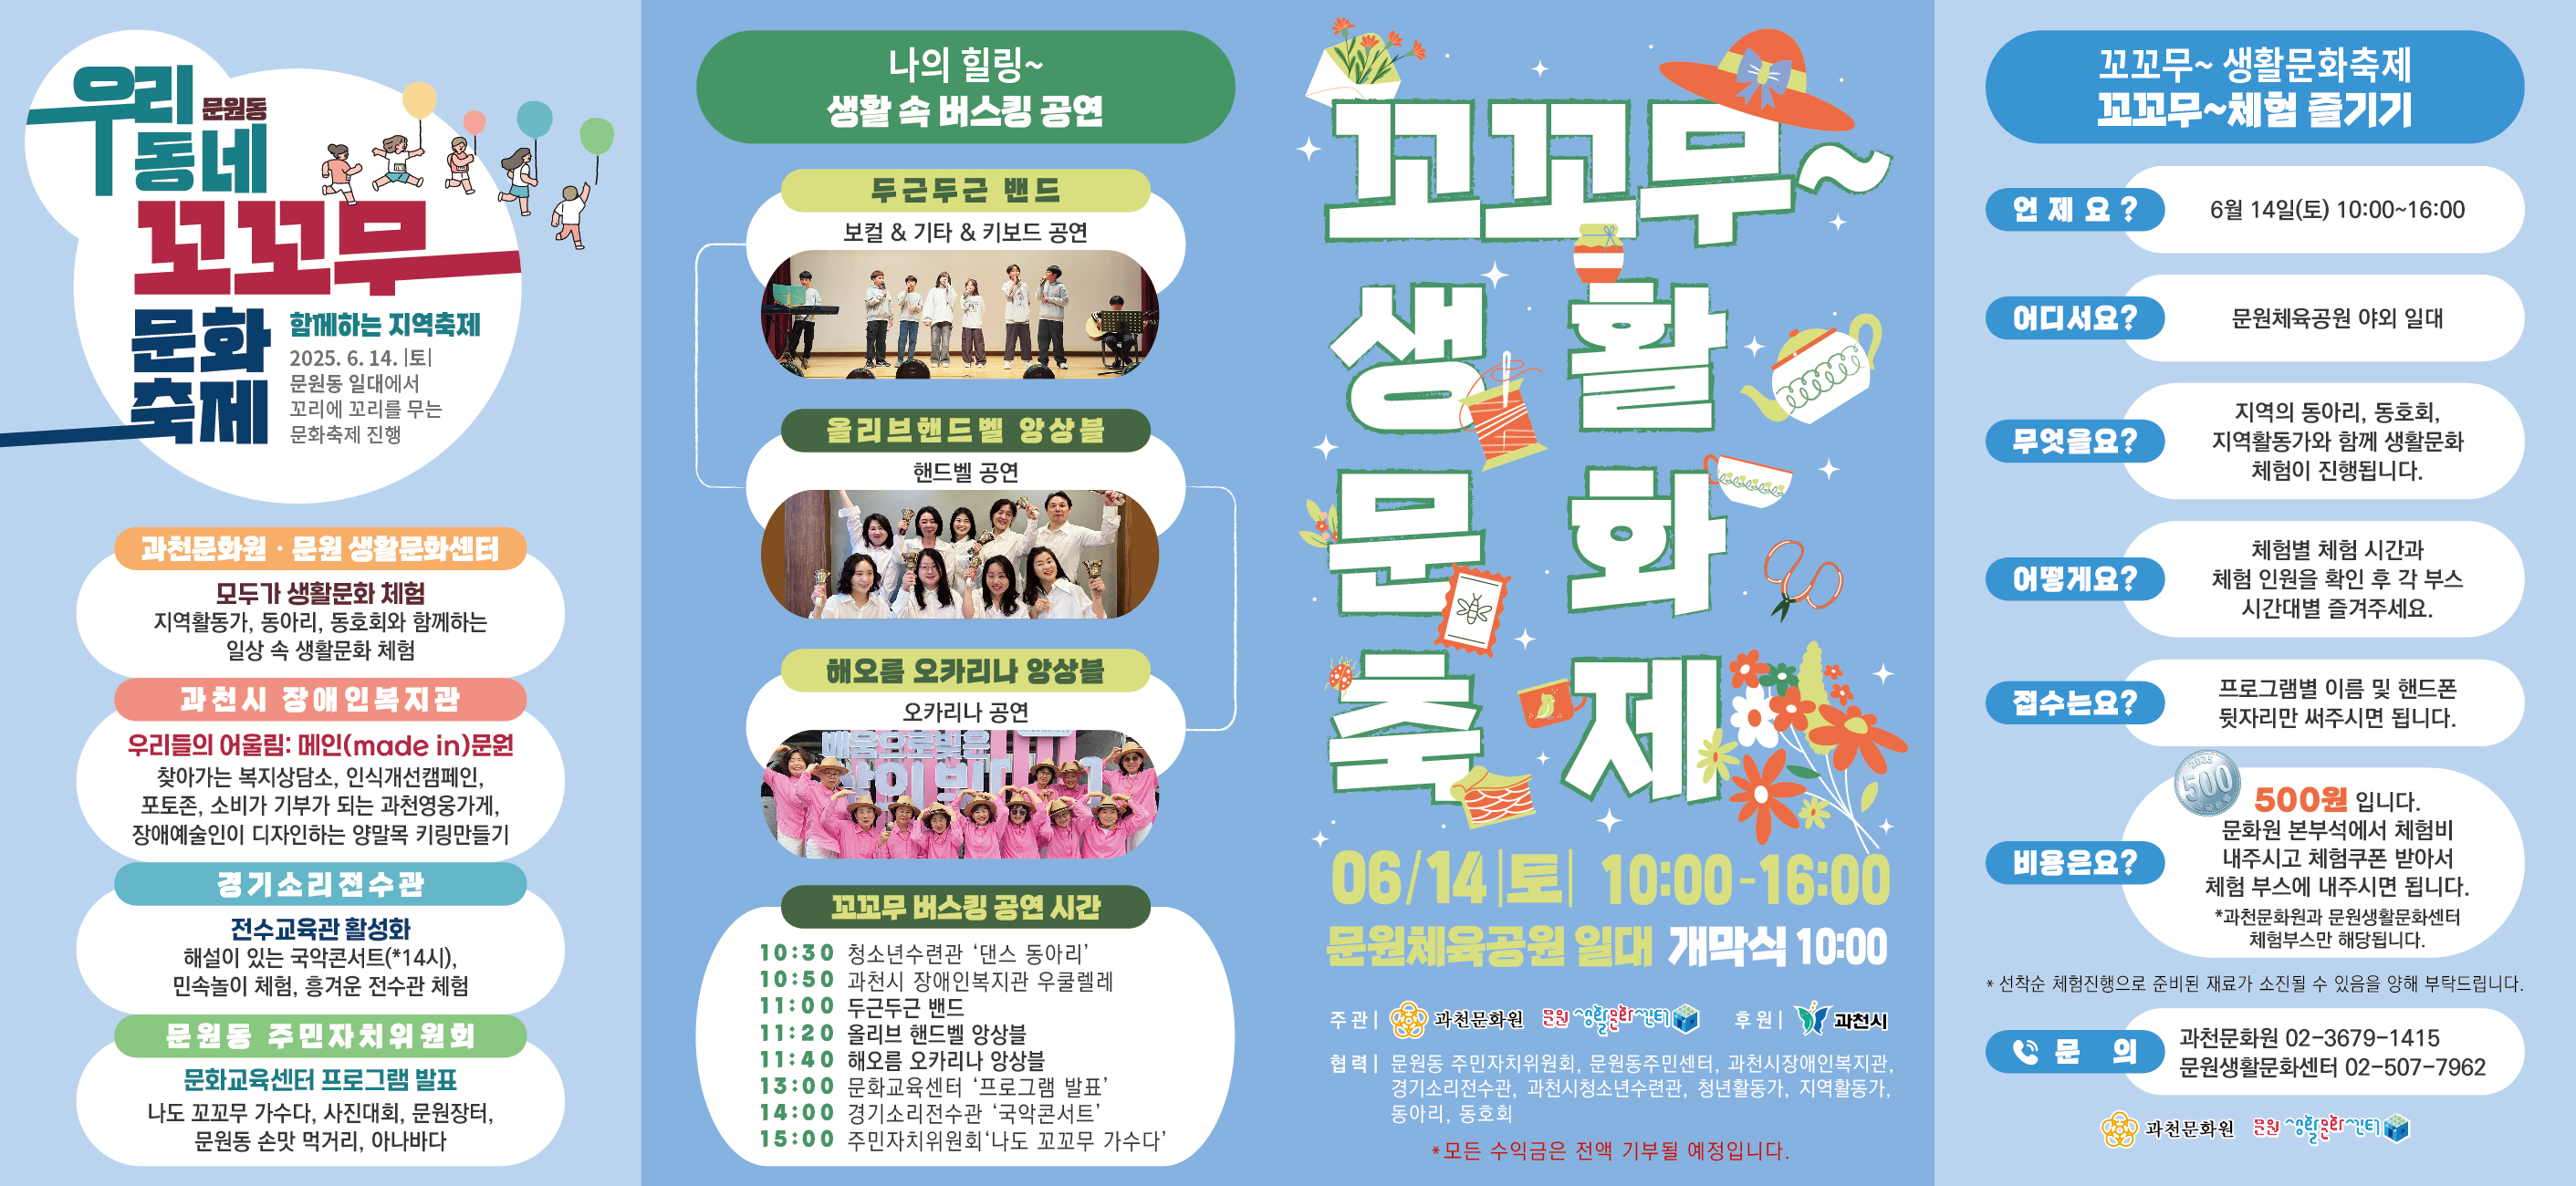 우리
문원동
동네
꼬꼬무
문화
축제
함께하는 지역축제
2025. 6. 14. |토|
문원동 일대에서
꼬리에 꼬리를 무는
문화축제 진행
과천문화원 · 문원 생활문화센터
모두가 생활문화 체험
지역활동가, 동아리, 동호회와 함께하는
일상 속 생활문화 체험
과천시 장애인복지관
우리들의 어울림: 메인(made in)문원
찾아가는 복지상담소, 인식개선캠페인,
포토존, 소비가 기부가 되는 과천영웅가게,
장애예술인이 디자인하는 양말목 키링만들기
경기소리전수관
전수교육관 활성화
해설이 있는 국악콘서트(*14시),
민속놀이 체험, 흥겨운 전수관 체험
문원동 주민자치위원회
문화교육센터 프로그램 발표
나도 꼬꼬무 가수다, 사진대회, 문원장터,
문원동 손맛 먹거리, 아나바다
나의 힐링~
생활 속 버스킹 공연
두근두근 밴드
보컬 & 기타 & 키보드 공연
올리브핸드벨 앙상블
핸드벨 공연
해오름 오카리나 앙상블
오카리나 공연
배움으로 빛은
꼬꼬무 버스킹 공연 시간
10:30 청소년수련관 ‘댄스 동아리’
10:50 과천시 장애인복지관 우쿨렐레
11:00 두근두근 밴드
11:20 올리브 핸드벨 앙상블
11:40 해오름 오카리나 앙상블
13:00 문화교육센터 ‘프로그램 발표’
14:00 경기소리전수관 ‘국악콘서트’
15:00 주민자치위원회‘나도 꼬꼬무 가수다’
꼬꼬무~
생활
문화
축제
06/14|토| 10:00-16:00
문원체육공원 일대 개막식 10:00
주관| 과천문화원 문원 생활문화센터 후원| 과천시
협력| 문원동 주민자치위원회, 문원동주민센터, 과천시장애인복지관,
경기소리전수관, 과천시청소년수련관, 청년활동가, 지역활동가,
동아리, 동호회
*모든 수익금은 전액 기부될 예정입니다.
꼬꼬무~ 생활문화축제
꼬꼬무~체험 즐기기
언제요?
6월 14일(토) 10:00~16:00
어디서요?
문원체육공원 야외 일대
무엇을요?
지역의 동아리, 동호회,
지역활동가와 함께 생활문화
체험이 진행됩니다.
어떻게요?
체험별 체험 시간과
체험 인원을 확인 후 각 부스
시간대별 즐겨주세요.
접수는요?
프로그램별 이름 및 핸드폰
뒷자리만 써주시면 됩니다.
비용은요?
2025
500
500원 입니다.
문화원 본부석에서 체험비
내주시고 체험쿠폰 받아서
체험 부스에 내주시면 됩니다.
*과천문화원과 문원생활문화센터
체험부스만 해당됩니다.
* 선착순 체험진행으로 준비된 재료가 소진될 수 있음을 양해 부탁드립니다.
문 의
과천문화원 02-3679-1415
문원생활문화센터 02-507-7962
과천문화원 문원 생활문화센터